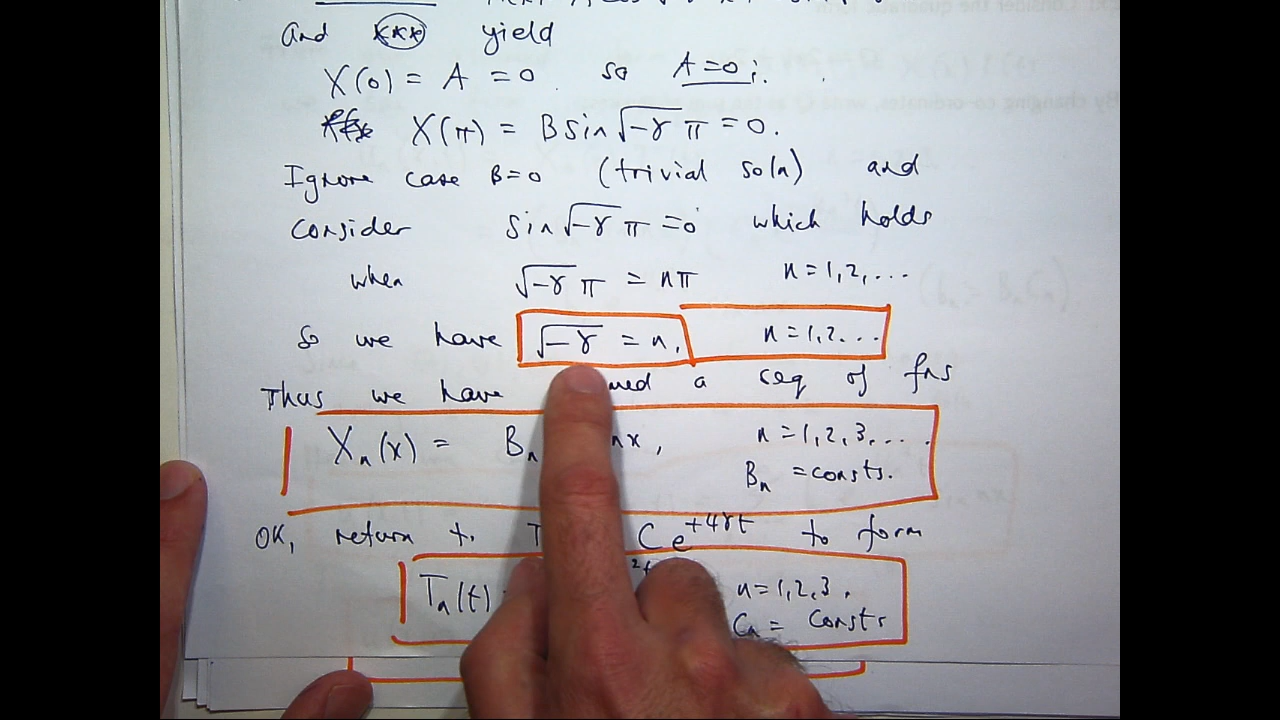 and *** yield
X(0) = A = 0 so A = 0;
X(π) = B sin √-γ π = 0.
Ignore case B=0 (trivial soln) and
consider sin √-γ π = 0 which holds
when √-γ π = nπ n = 1, 2, ...
So we have √-γ = n, n = 1, 2 ...
Thus we have a seq of fns
Xn(x) = Bn nx, n = 1, 2, 3, ...
Bn = consts.
OK, return to T Ce^+4γt to form
Tn(t) n = 1, 2, 3.
Cn = consts